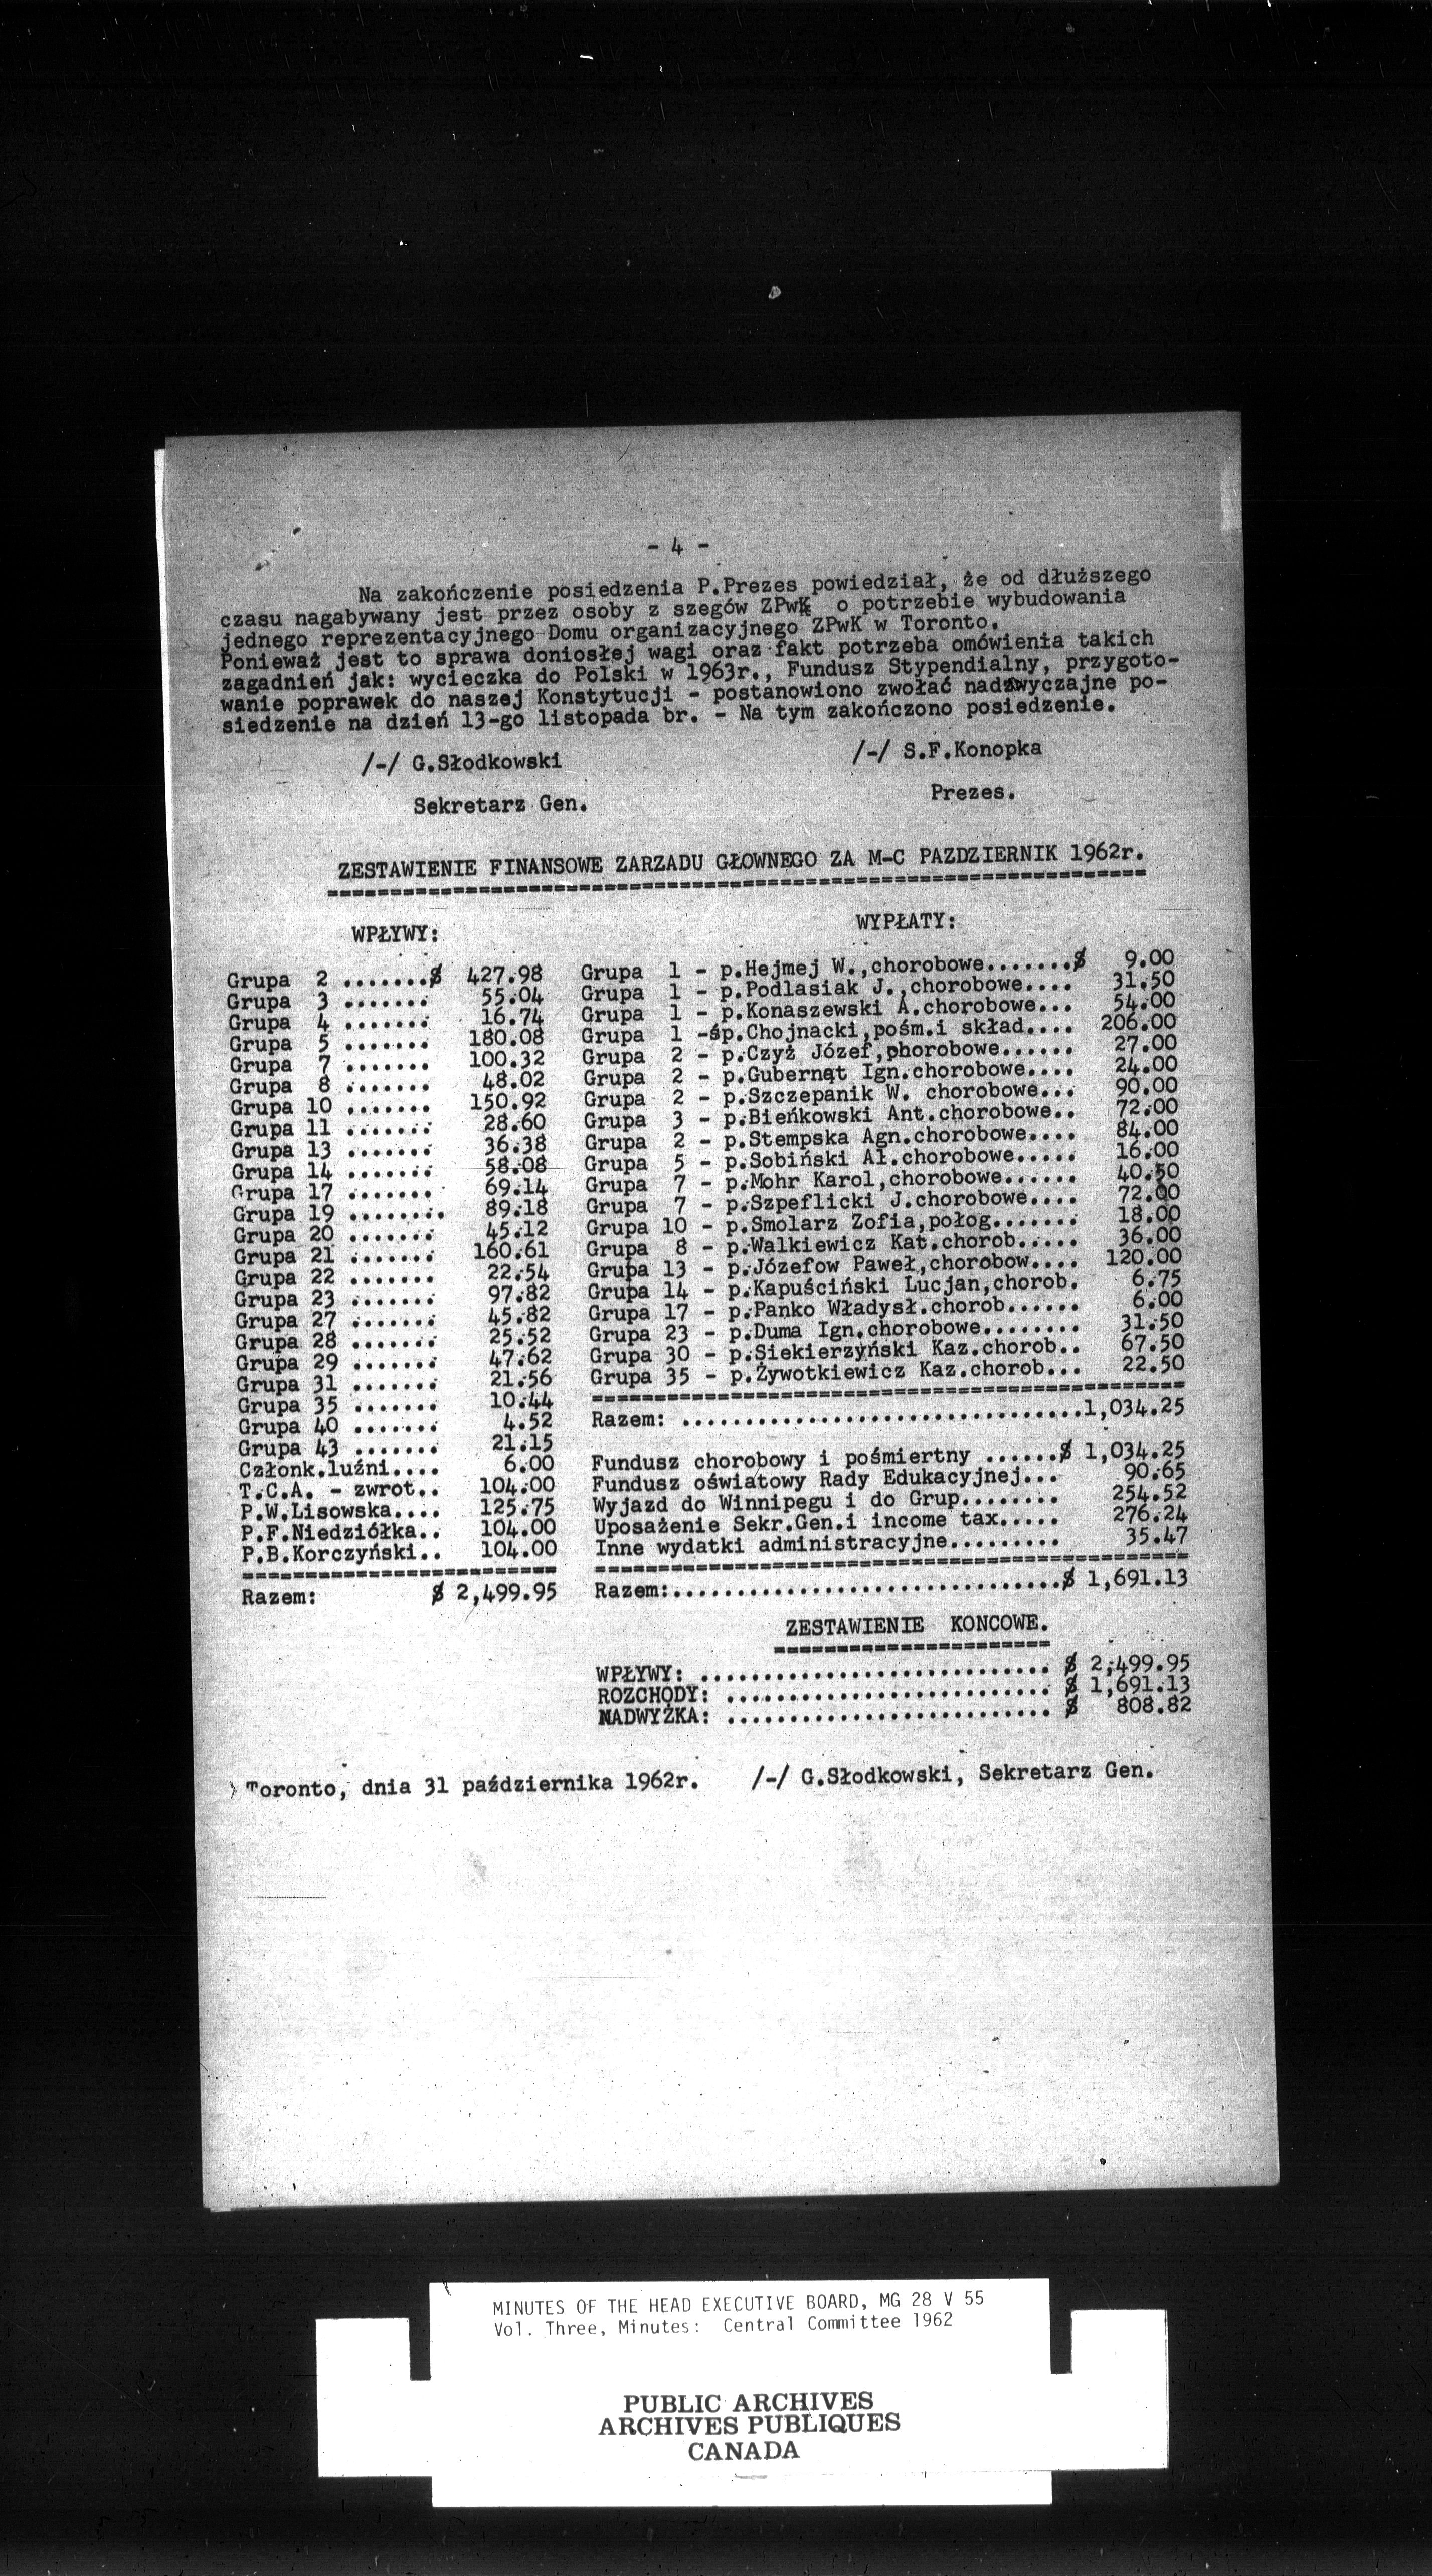 - 4 -
Na zakończenie posiedzenia P.Prezes powiedział, że od dłuższego
czasu nagabywany jest przez osoby z szegów ZPwK o potrzebie wybudowania
jednego reprezentacyjnego Domu organizacyjnego ZPwK w Toronto.
Ponieważ jest to sprawa doniosłej wagi oraz fakt potrzeba omówienia takich
zagadnień jak: wycieczka do Polski w 1963r., Fundusz Stypendialny, przygoto-
wanie poprawek do naszej Konstytucji - postanowiono zwołać nadzwyczajne po-
siedzenie na dzień 13-go listopada br. - Na tym zakończono posiedzenie.
/-/ G.Słodkowski
/-/ S.F.Konopka
Sekretarz Gen.
Prezes.
ZESTAWIENIE FINANSOWE ZARZADU GŁOWNEGO ZA M-C PAZDZIERNIK 1962r.
WPŁYWY:
Grupa 2 .......$ 427.98
Grupa 3 ....... 55.04
Grupa 4 ....... 16.74
Grupa 5 ....... 180.08
Grupa 7 ....... 100.32
Grupa 8 ....... 48.02
Grupa 10 ....... 150.92
Grupa 11 ....... 28.60
Grupa 13 ....... 36.38
Grupa 14 ....... 58.08
Grupa 17 ....... 69.14
Grupa 19 ........ 89.18
Grupa 20 ....... 45.12
Grupa 21 ....... 160.61
Grupa 22 ....... 22.54
Grupa 23 ....... 97.82
Grupa 27 ....... 45.82
Grupa 28 ....... 25.52
Grupa 29 ....... 47.62
Grupa 31 ....... 21.56
Grupa 35 ....... 10.44
Grupa 40 ....... 4.52
Grupa 43 ....... 21.15
Członk.luźni.... 6.00
T.C.A. - zwrot.. 104.00
P.W.Lisowska.... 125.75
P.F.Niedziółka.. 104.00
P.B.Korczyński.. 104.00
Razem: $ 2,499.95
WYPŁATY:
Grupa 1 - p.Hejmej W.,chorobowe.......$ 9.00
Grupa 1 - p.Podlasiak J.,chorobowe.... 31.50
Grupa 1 - p.Konaszewski A.chorobowe... 54.00
Grupa 1 -śp.Chojnacki,pośm.i skład.... 206.00
Grupa 2 - p.Czyż Józef,chorobowe...... 27.00
Grupa 2 - p.Gubernąt Ign.chorobowe.... 24.00
Grupa 2 - p.Szczepanik W. chorobowe... 90.00
Grupa 3 - p.Bieńkowski Ant.chorobowe.. 72.00
Grupa 2 - p.Stempska Agn.chorobowe.... 84.00
Grupa 5 - p.Sobiński Al.chorobowe..... 16.00
Grupa 7 - p.Mohr Karol,chorobowe...... 40.50
Grupa 7 - p.Szpeflicki J.chorobowe.... 72.00
Grupa 10 - p.Smolarz Zofia,połog....... 18.00
Grupa 8 - p.Walkiewicz Kat.chorob..... 36.00
Grupa 13 - p.Józefow Paweł,chorobow.... 120.00
Grupa 14 - p.Kapuściński Lucjan,chorob. 6.75
Grupa 17 - p.Panko Władysł.chorob...... 6.00
Grupa 23 - p.Duma Ign.chorobowe........ 31.50
Grupa 30 - p.Siekierzyński Kaz.chorob.. 67.50
Grupa 35 - p.Żywotkiewicz Kaz.chorob... 22.50
Razem: ................................1,034.25
Fundusz chorobowy i pośmiertny ......$ 1,034.25
Fundusz oświatowy Rady Edukacyjnej... 90.65
Wyjazd do Winnipegu i do Grup........ 254.52
Uposażenie Sekr.Gen.i income tax..... 276.24
Inne wydatki administracyjne......... 35.47
Razem:...............................$ 1,691.13
ZESTAWIENIE KONCOWE.
WPŁYWY: ............................ $ 2,499.95
ROZCHODY: .......................... $ 1,691.13
NADWYŻKA: .......................... $ 808.82
Toronto, dnia 31 października 1962r. /-/ G.Słodkowski, Sekretarz Gen.
MINUTES OF THE HEAD EXECUTIVE BOARD, MG 28 V 55
Vol. Three, Minutes: Central Committee 1962
PUBLIC ARCHIVES
ARCHIVES PUBLIQUES
CANADA